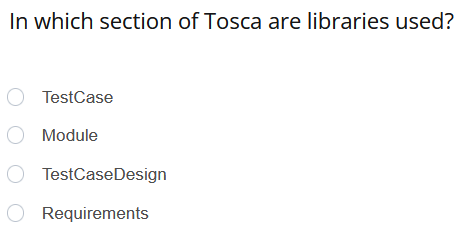 In which section of Tosca are libraries used?
TestCase
Module
TestCaseDesign
Requirements